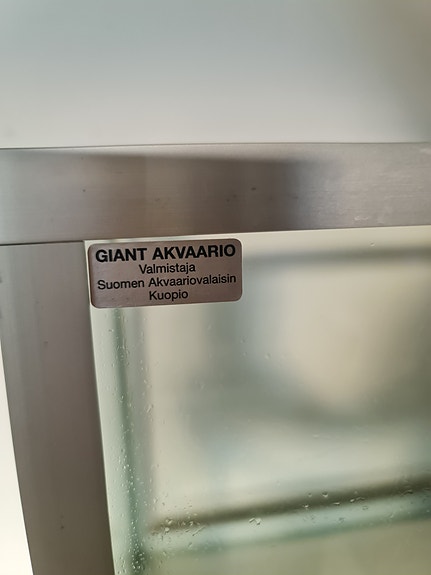 GIANT AKVAARIO
Valmistaja
Suomen Akvaariovalaisin
Kuopio